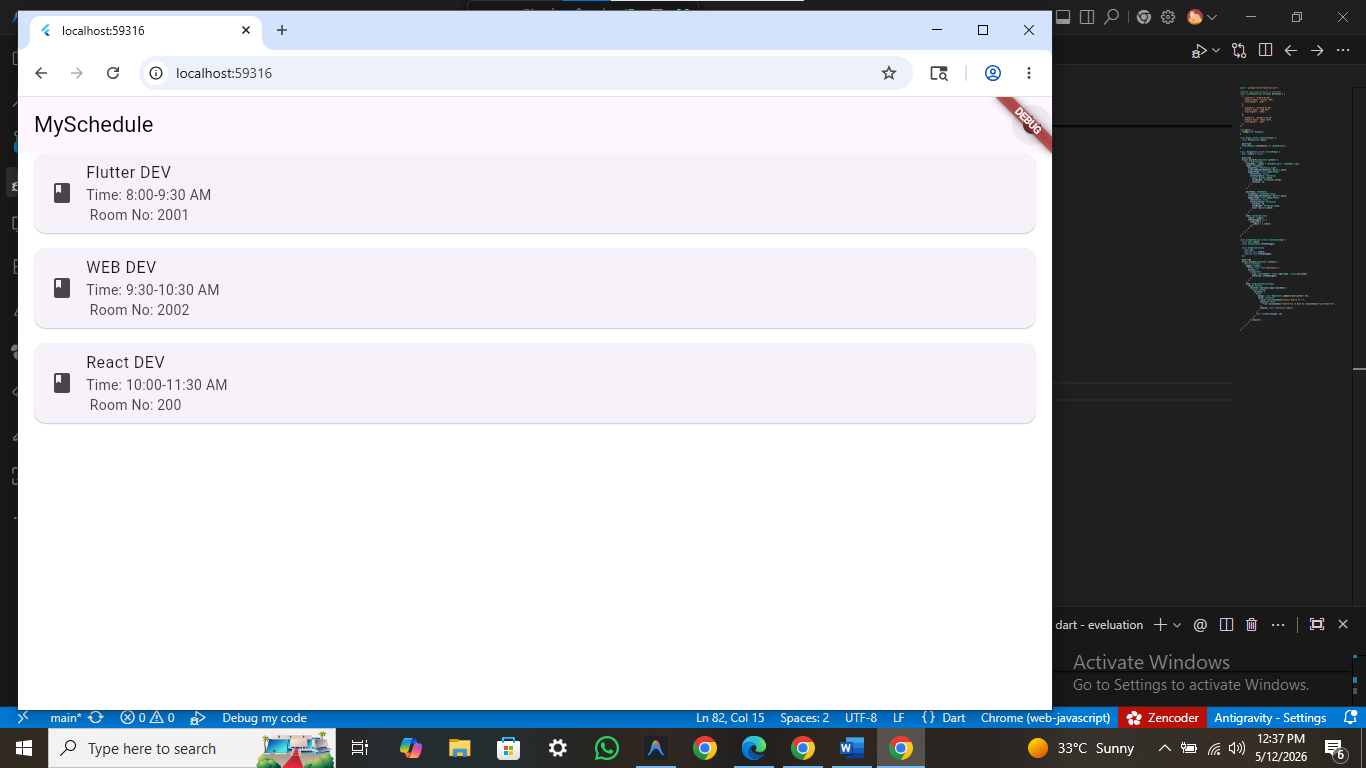 localhost:59316
localhost:59316
MySchedule
DEBUG
Flutter DEV
Time: 8:00-9:30 AM
Room No: 2001
WEB DEV
Time: 9:30-10:30 AM
Room No: 2002
React DEV
Time: 10:00-11:30 AM
Room No: 200
dart - eveluation
Activate Windows
Go to Settings to activate Windows.
main* 0 0 Debug my code Ln 82, Col 15 Spaces: 2 UTF-8 LF {} Dart Chrome (web-javascript) Zencoder Antigravity - Settings
Type here to search 33°C Sunny 12:37 PM
5/12/2026 6